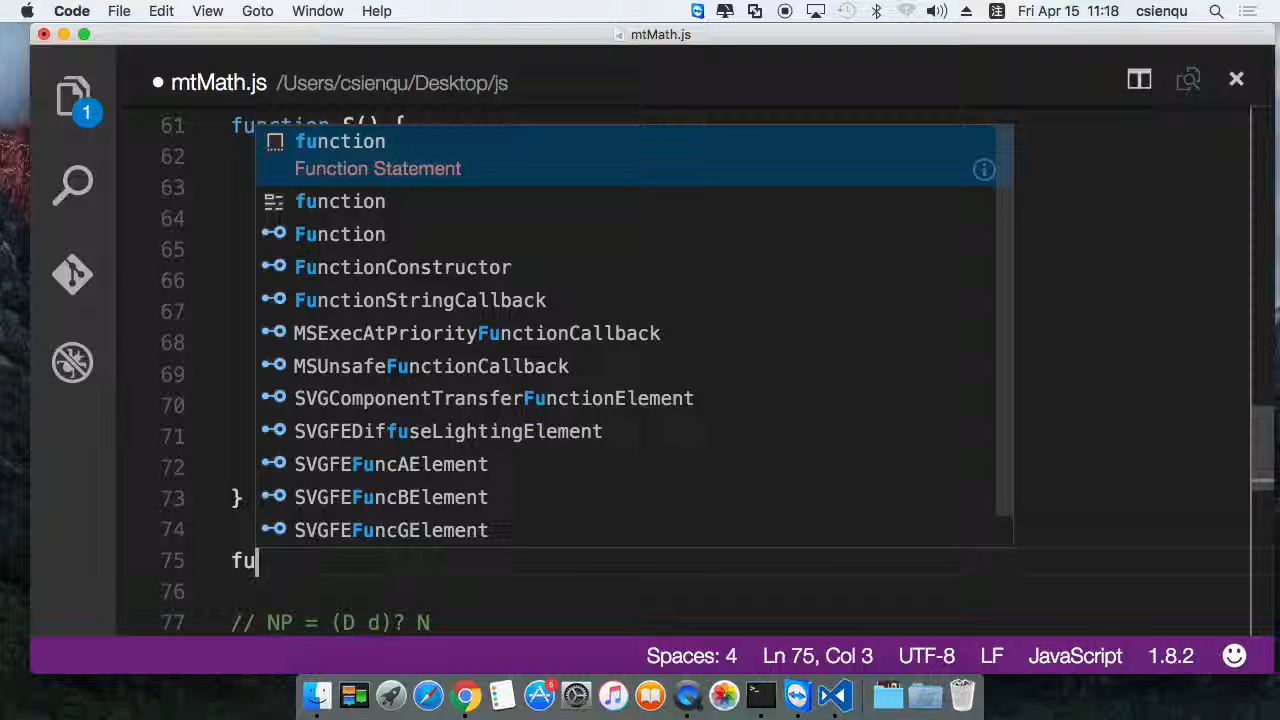 Code File Edit View Goto Window Help Fri Apr 15 11:18 csienqu
mtMath.js
mtMath.js /Users/csienqu/Desktop/js
1
61 function S() {
62 function
63 Function Statement
64 function
65 Function
66 FunctionConstructor
67 FunctionStringCallback
68 MSExecAtPriorityFunctionCallback
69 MSUnsafeFunctionCallback
70 SVGComponentTransferFunctionElement
71 SVGFEDiffuseLightingElement
72 SVGFEFuncAElement
73 } SVGFEFuncBElement
74 SVGFEFuncGElement
75 fu
76
77 // NP = (D d)? N
Spaces: 4 Ln 75, Col 3 UTF-8 LF JavaScript 1.8.2
6